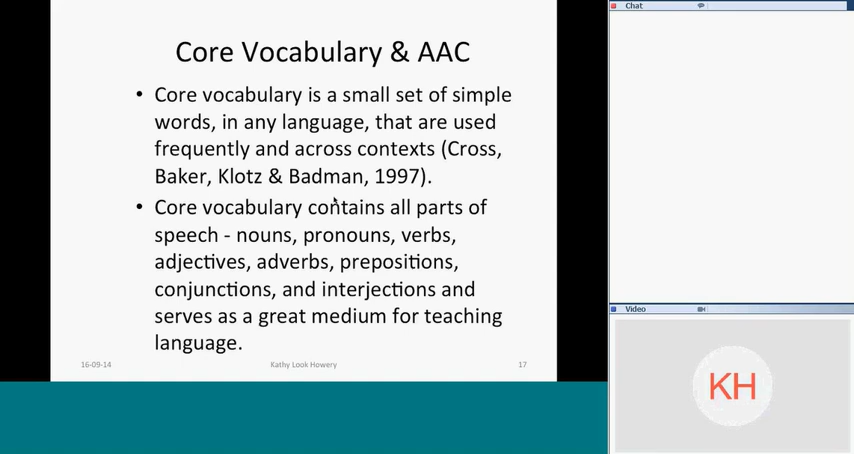 Core Vocabulary & AAC
• Core vocabulary is a small set of simple
words, in any language, that are used
frequently and across contexts (Cross,
Baker, Klotz & Badman, 1997).
• Core vocabulary contains all parts of
speech - nouns, pronouns, verbs,
adjectives, adverbs, prepositions,
conjunctions, and interjections and
serves as a great medium for teaching
language.
16-09-14 Kathy Look Howery 17
Chat
Video
KH